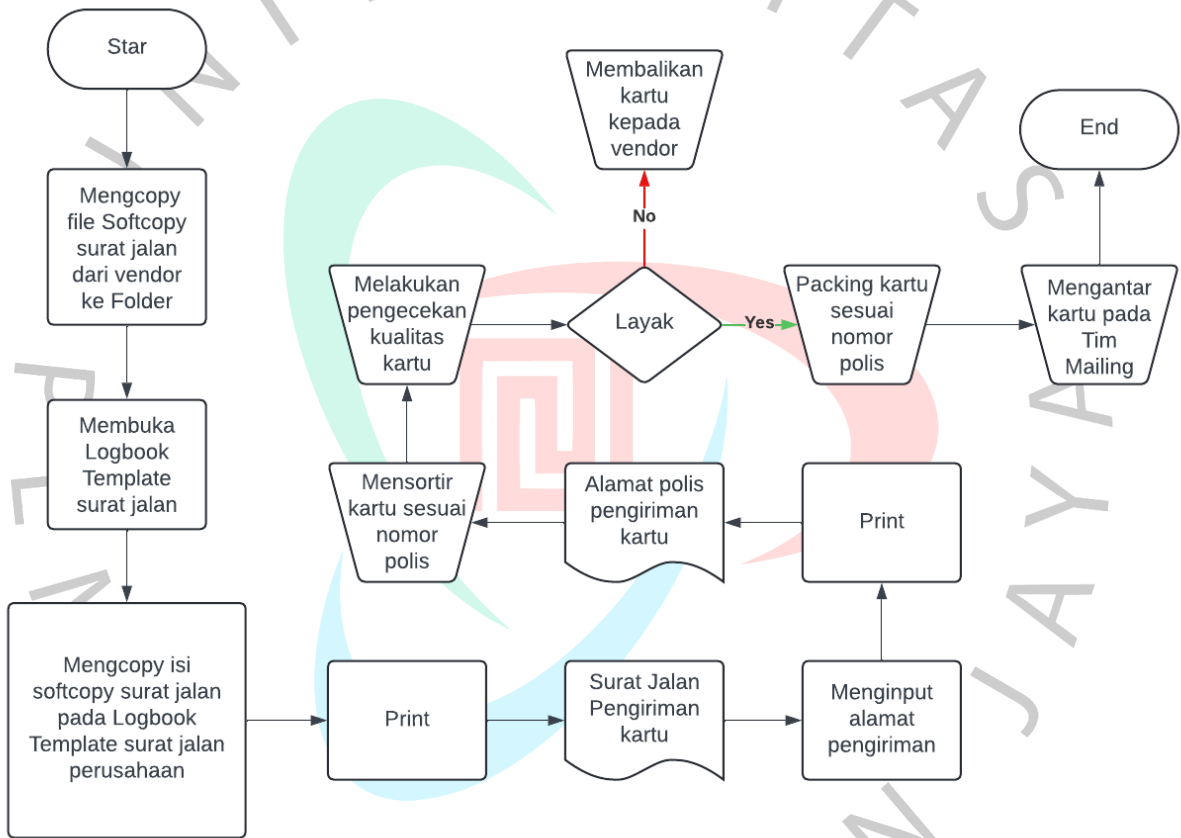 Star
Mengcopy
file Softcopy
surat jalan
dari vendor
ke Folder
Membuka
Logbook
Template
surat jalan
Mengcopy isi
softcopy surat jalan
pada Logbook
Template surat jalan
perusahaan
Print
Surat Jalan
Pengiriman
kartu
Menginput
alamat
pengiriman
Print
Alamat polis
pengiriman
kartu
Mensortir
kartu sesuai
nomor
polis
Melakukan
pengecekan
kualitas
kartu
Layak
No
Membalikan
kartu
kepada
vendor
Yes
Packing kartu
sesuai
nomor
polis
Mengantar
kartu pada
Tim
Mailing
End